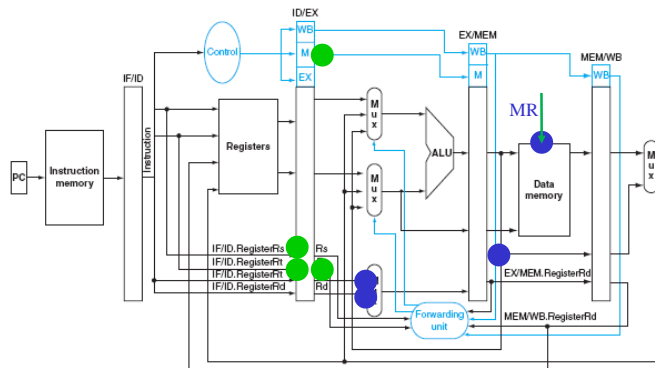 ID/EX
WB
EX/MEM
Control
M
WB
MEM/WB
IF/ID
EX
M
WB
MR
Mux
Mux
Registers
Instruction
ALU
PC
Instruction memory
Mux
Data memory
IF/ID.RegisterRs
Rs
IF/ID.RegisterRt
IF/ID.RegisterRt
EX/MEM.RegisterRd
IF/ID.RegisterRd
Rd
Forwarding unit
MEM/WB.RegisterRd